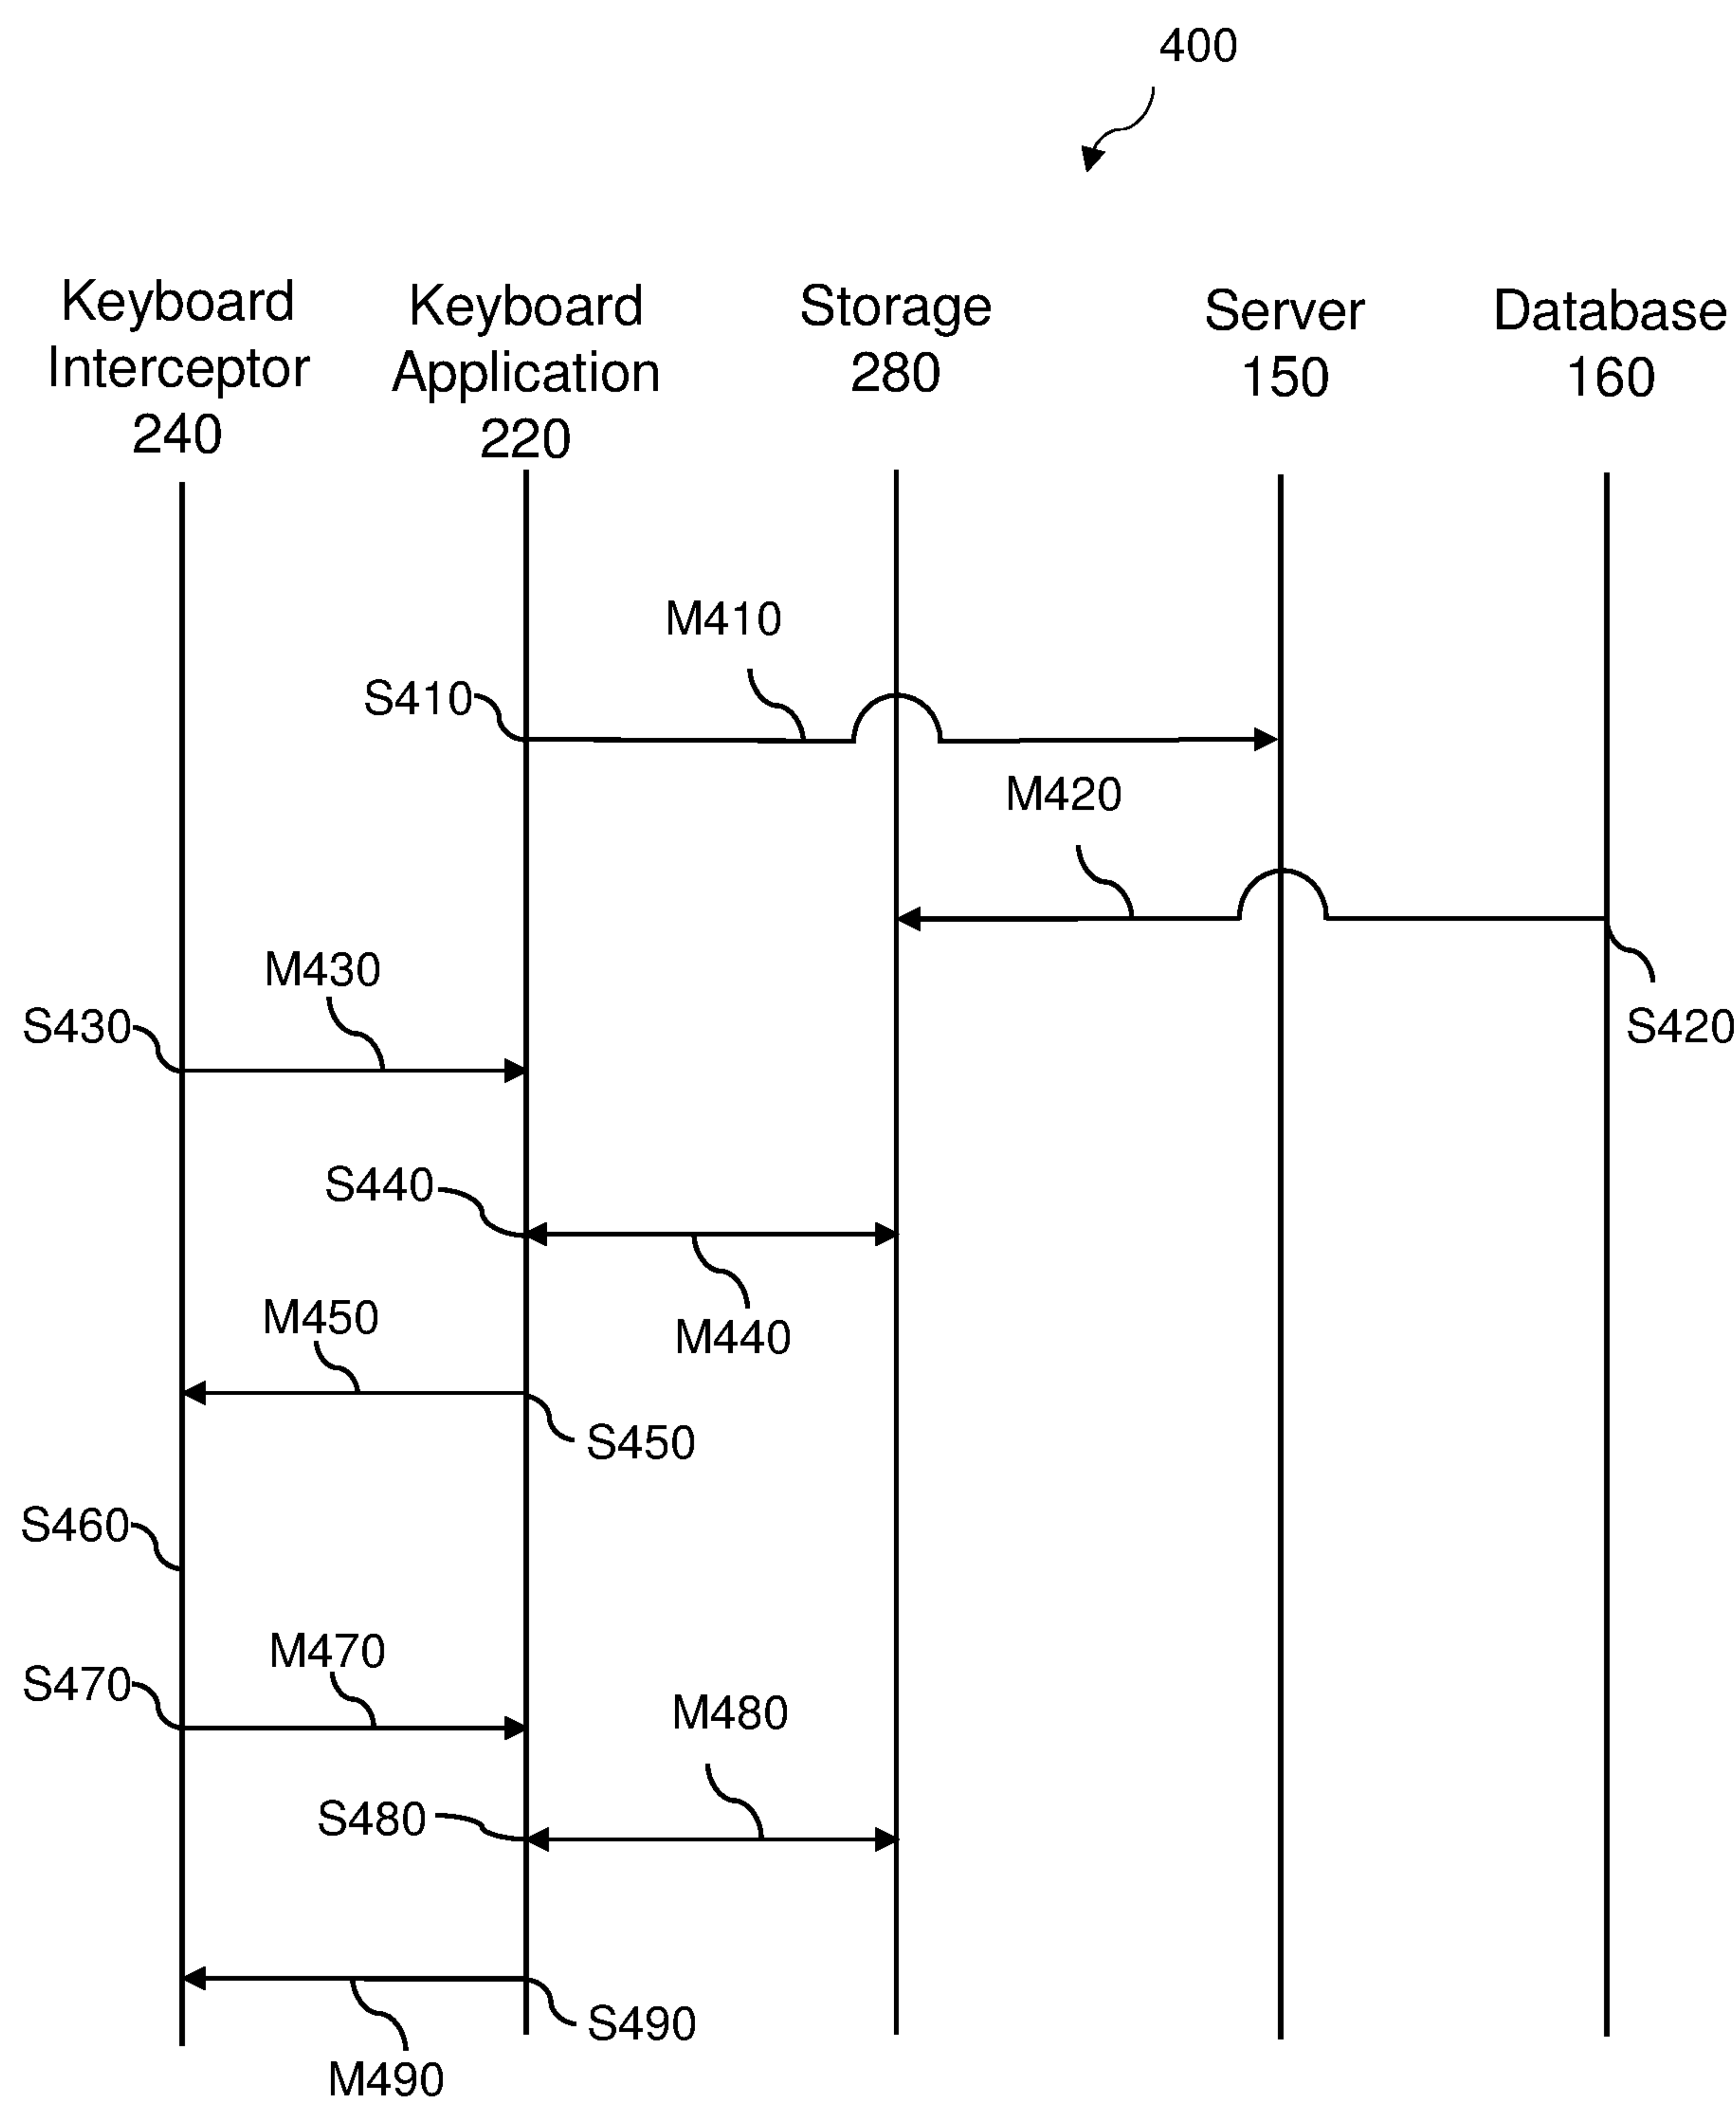 400
Keyboard
Interceptor
240
Keyboard
Application
220
Storage
280
Server
150
Database
160
M410
S410
M420
M430
S430
S420
S440
M450
M440
S450
S460
M470
S470
M480
S480
S490
M490